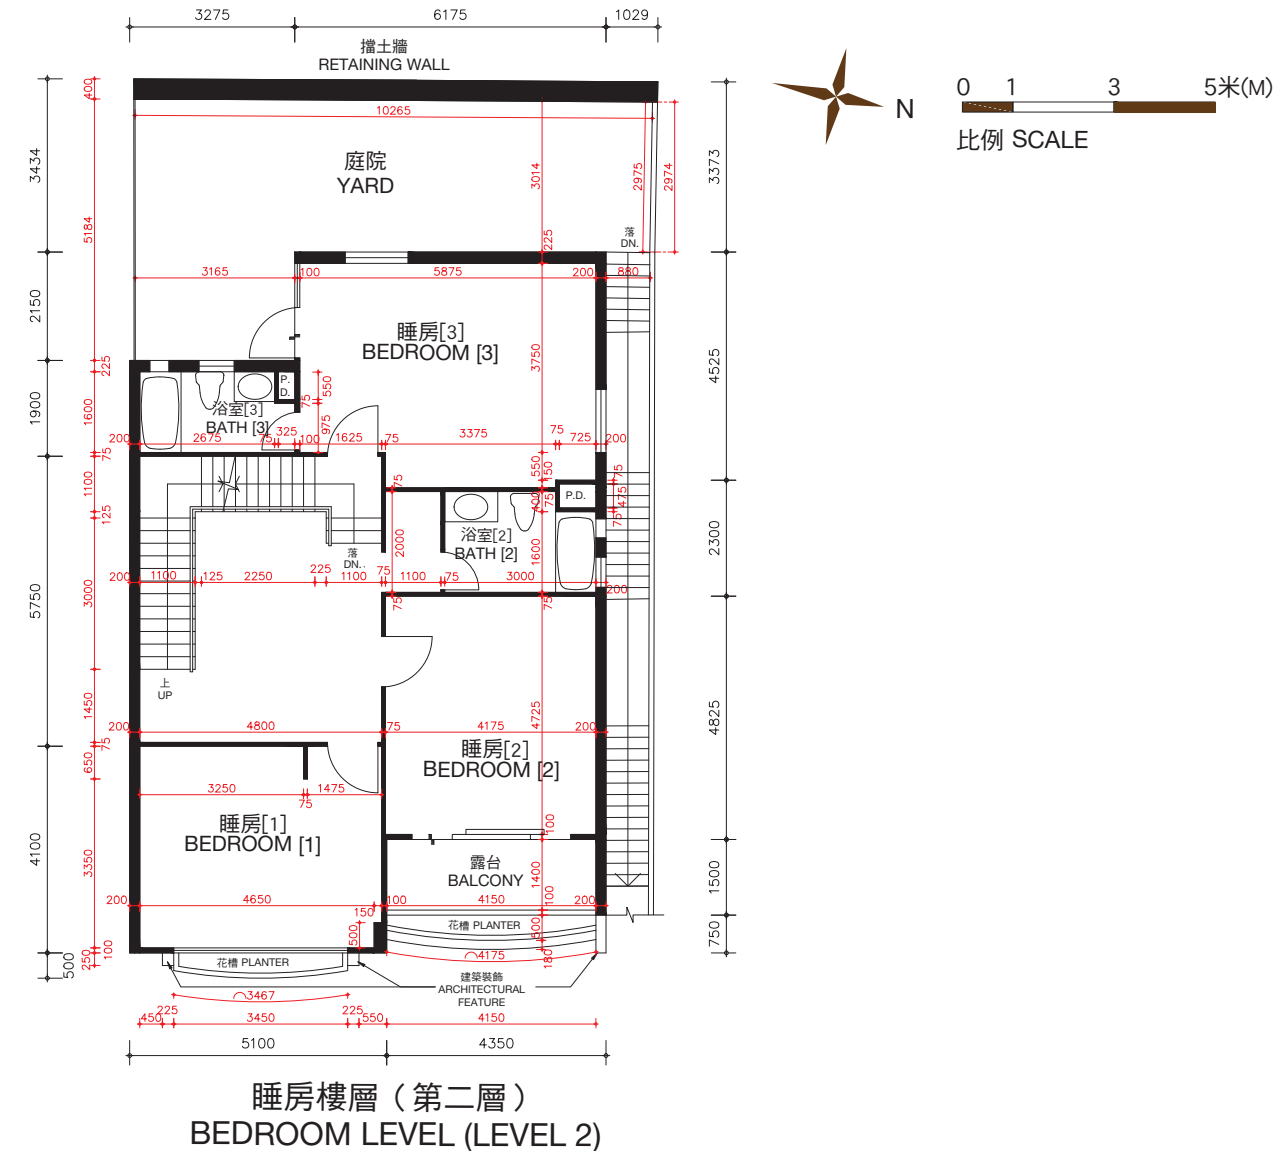 3275 6175 1029
擋土牆
RETAINING WALL
N
0 1 3 5米(M)
比例 SCALE
400
10265
庭院
YARD
3434
5184
3014
2975
2974
3373
落
DN.
225
3165 100 5875 200 880
2150
睡房[3]
BEDROOM [3]
3750
4525
225
550
P.
D.
1900
1600
75
浴室[3]
BATH [3]
975
200 2675 75 325 100 1625 75 3375 75 725 200
75
1100
125
550
150
75
75
400
75
P.D.
475
75
2000
浴室[2]
BATH [2]
1600
2300
落
DN.
200 1100 125 2250 225 1100 75 1100 75 3000 200
3000
5750
75
75
上
UP
1450
4725
4825
200 4800 75 4175 200
75
650
睡房[2]
BEDROOM [2]
3250 75 1475
睡房[1]
BEDROOM [1]
100
4100
3350
露台
BALCONY
1400
1500
200 4650 150 100 4150 100 200
花槽 PLANTER
500
500
750
100
250
500
花槽 PLANTER
4175
180
建築裝飾
ARCHITECTURAL
FEATURE
3467
450 225 3450 225 550 4150
5100 4350
睡房樓層（第二層）
BEDROOM LEVEL (LEVEL 2)